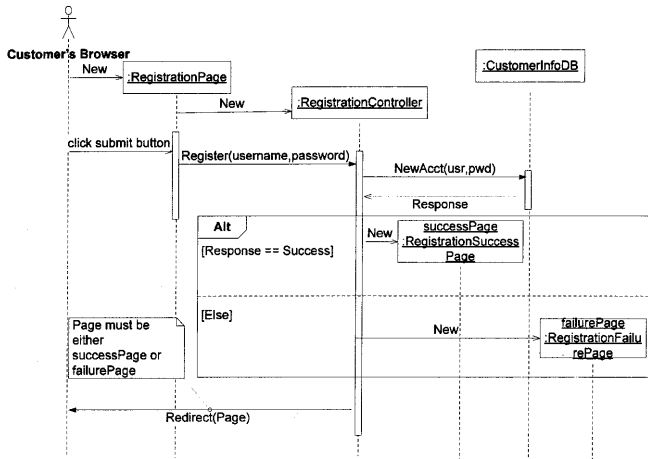 Customer's Browser
New
:RegistrationPage
:CustomerInfoDB
New
:RegistrationController
click submit button
Register(username,password)
NewAcct(usr,pwd)
Response
Alt
[Response == Success]
New
successPage
:RegistrationSuccess
Page
[Else]
New
failurePage
:RegistrationFailu
rePage
Page must be
either
successPage or
failurePage
Redirect(Page)